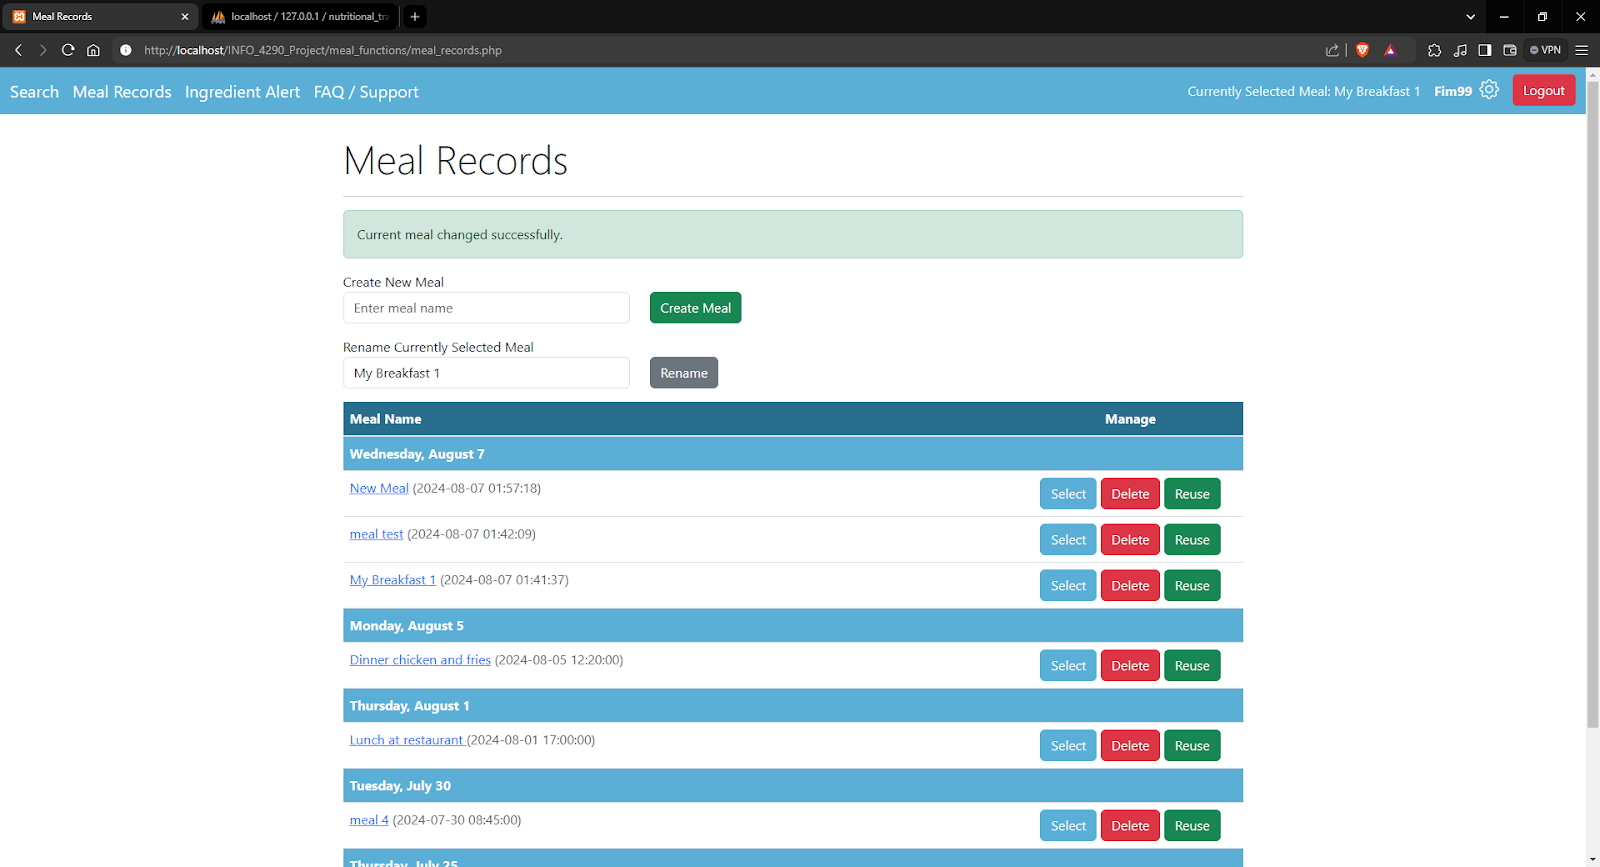 Meal Records
localhost / 127.0.0.1 / nutritional_tra
http://localhost/INFO_4290_Project/meal_functions/meal_records.php
VPN
Search Meal Records Ingredient Alert FAQ / Support Currently Selected Meal: My Breakfast 1 Fim99 Logout
Meal Records
Current meal changed successfully.
Create New Meal
Enter meal name Create Meal
Rename Currently Selected Meal
My Breakfast 1 Rename
Meal Name Manage
Wednesday, August 7
New Meal (2024-08-07 01:57:18) Select Delete Reuse
meal test (2024-08-07 01:42:09) Select Delete Reuse
My Breakfast 1 (2024-08-07 01:41:37) Select Delete Reuse
Monday, August 5
Dinner chicken and fries (2024-08-05 12:20:00) Select Delete Reuse
Thursday, August 1
Lunch at restaurant (2024-08-01 17:00:00) Select Delete Reuse
Tuesday, July 30
meal 4 (2024-07-30 08:45:00) Select Delete Reuse
Thursday, July 25